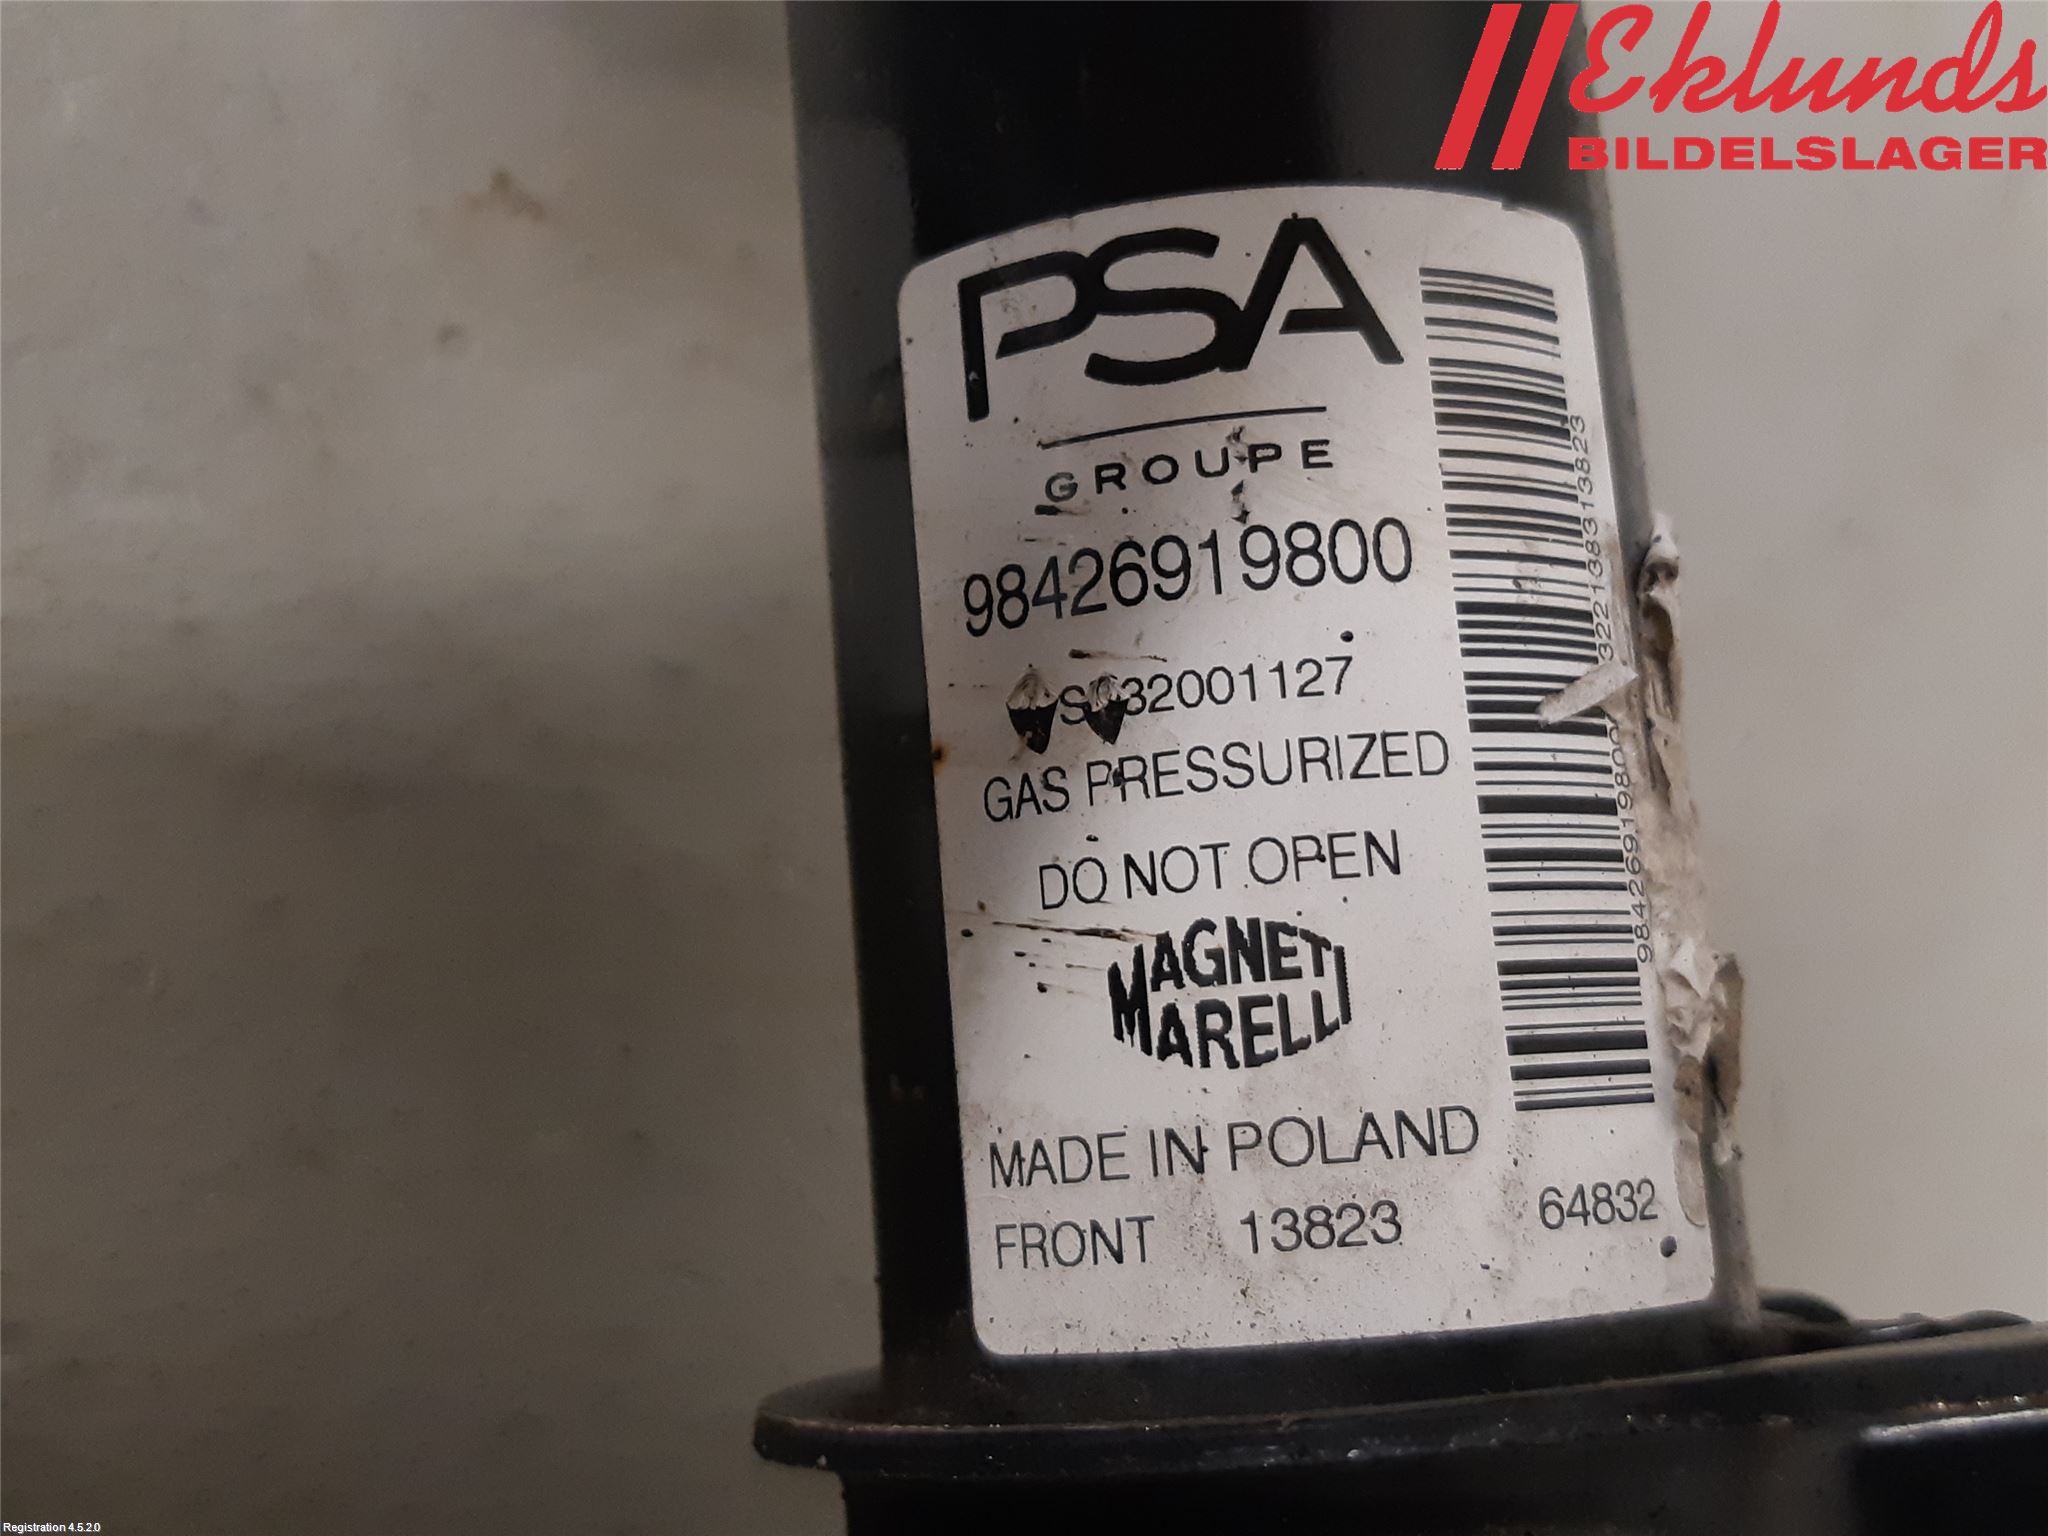 Eklunds
BILDELSLAGER
PSA
GROUPE
98426919800
32001127
GAS PRESSURIZED
DO NOT OPEN
MAGNETI
MARELLI
MADE IN POLAND
FRONT 13823 64832
Registration 4.5.2.0